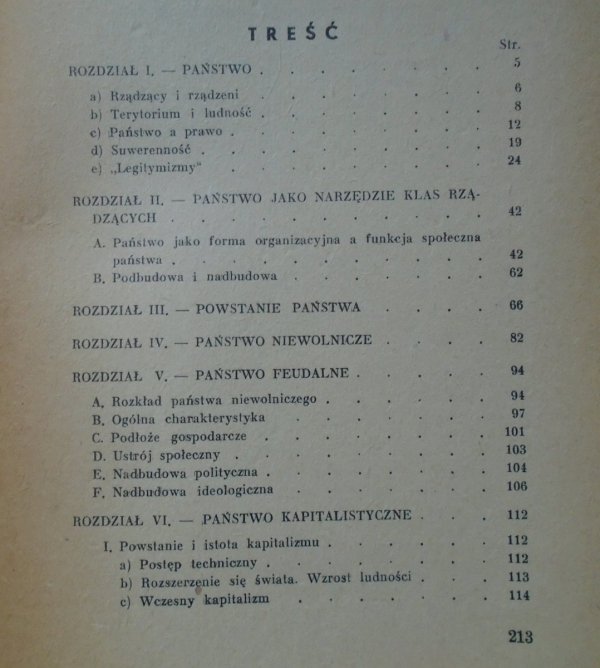 TREŚĆ
Str.
ROZDZIAŁ I. — PAŃSTWO . . . . . . . . 5
a) Rządzący i rządzeni . . . . . . . 6
b) Terytorium i ludność . . . . . . . 8
c) Państwo a prawo . . . . . . . . 12
d) Suwerenność . . . . . . . . . 19
e) „Legitymizmy“ . . . . . . . . 24
ROZDZIAŁ II. — PAŃSTWO JAKO NARZĘDZIE KLAS RZĄ-
DZĄCYCH . . . . . . . . . . 42
A. Państwo jako forma organizacyjna a funkcja społeczna
państwa . . . . . . . . . . 42
B. Podbudowa i nadbudowa . . . . . . 62
ROZDZIAŁ III. — POWSTANIE PAŃSTWA . . . . 66
ROZDZIAŁ IV. — PAŃSTWO NIEWOLNICZE . . . . 82
ROZDZIAŁ V. — PAŃSTWO FEUDALNE . . . . . 94
A. Rozkład państwa niewolniczego . . . . . 94
B. Ogólna charakterystyka . . . . . . 97
C. Podłoże gospodarcze . . . . . . . 101
D. Ustrój społeczny . . . . . . . . 103
E. Nadbudowa polityczna . . . . . . . 104
F. Nadbudowa ideologiczna . . . . . . 106
ROZDZIAŁ VI. — PAŃSTWO KAPITALISTYCZNE . . . 112
I. Powstanie i istota kapitalizmu . . . . . 112
a) Postęp techniczny . . . . . . . 112
b) Rozszerzenie się świata. Wzrost ludności . . . 113
c) Wczesny kapitalizm . . . . . . 114
213